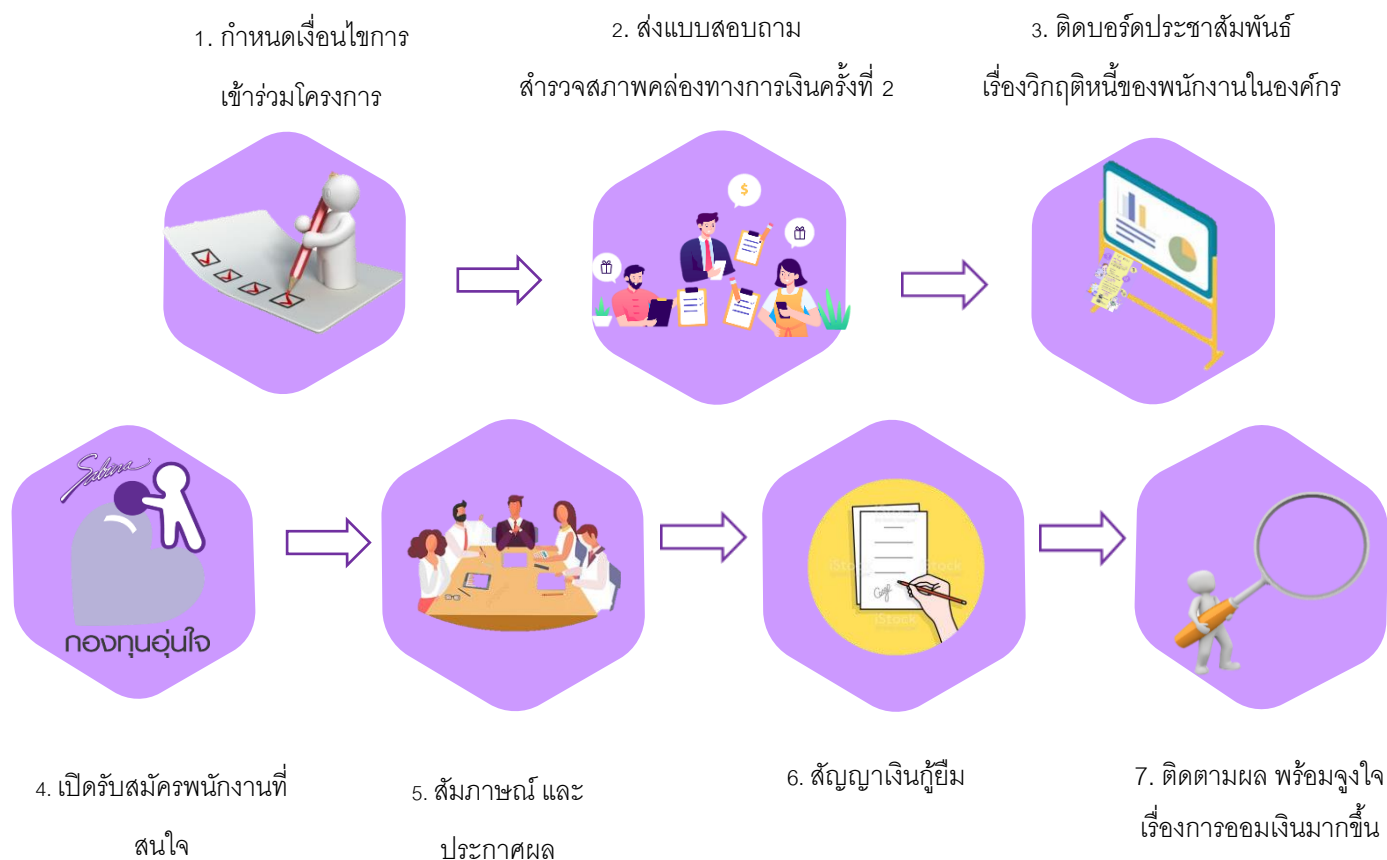 1. กำหนดเงื่อนไขการ
เข้าร่วมโครงการ
2. ส่งแบบสอบถาม
สำรวจสภาพคล่องทางการเงินครั้งที่ 2
3. ติดบอร์ดประชาสัมพันธ์
เรื่องวิกฤติหนี้ของพนักงานในองค์กร
$
Sabina
กองทุนอุ่นใจ
iStock
iStock
iStock
4. เปิดรับสมัครพนักงานที่
สนใจ
5. สัมภาษณ์ และ
ประกาศผล
6. สัญญาเงินกู้ยืม
7. ติดตามผล พร้อมจูงใจ
เรื่องการออมเงินมากขึ้น